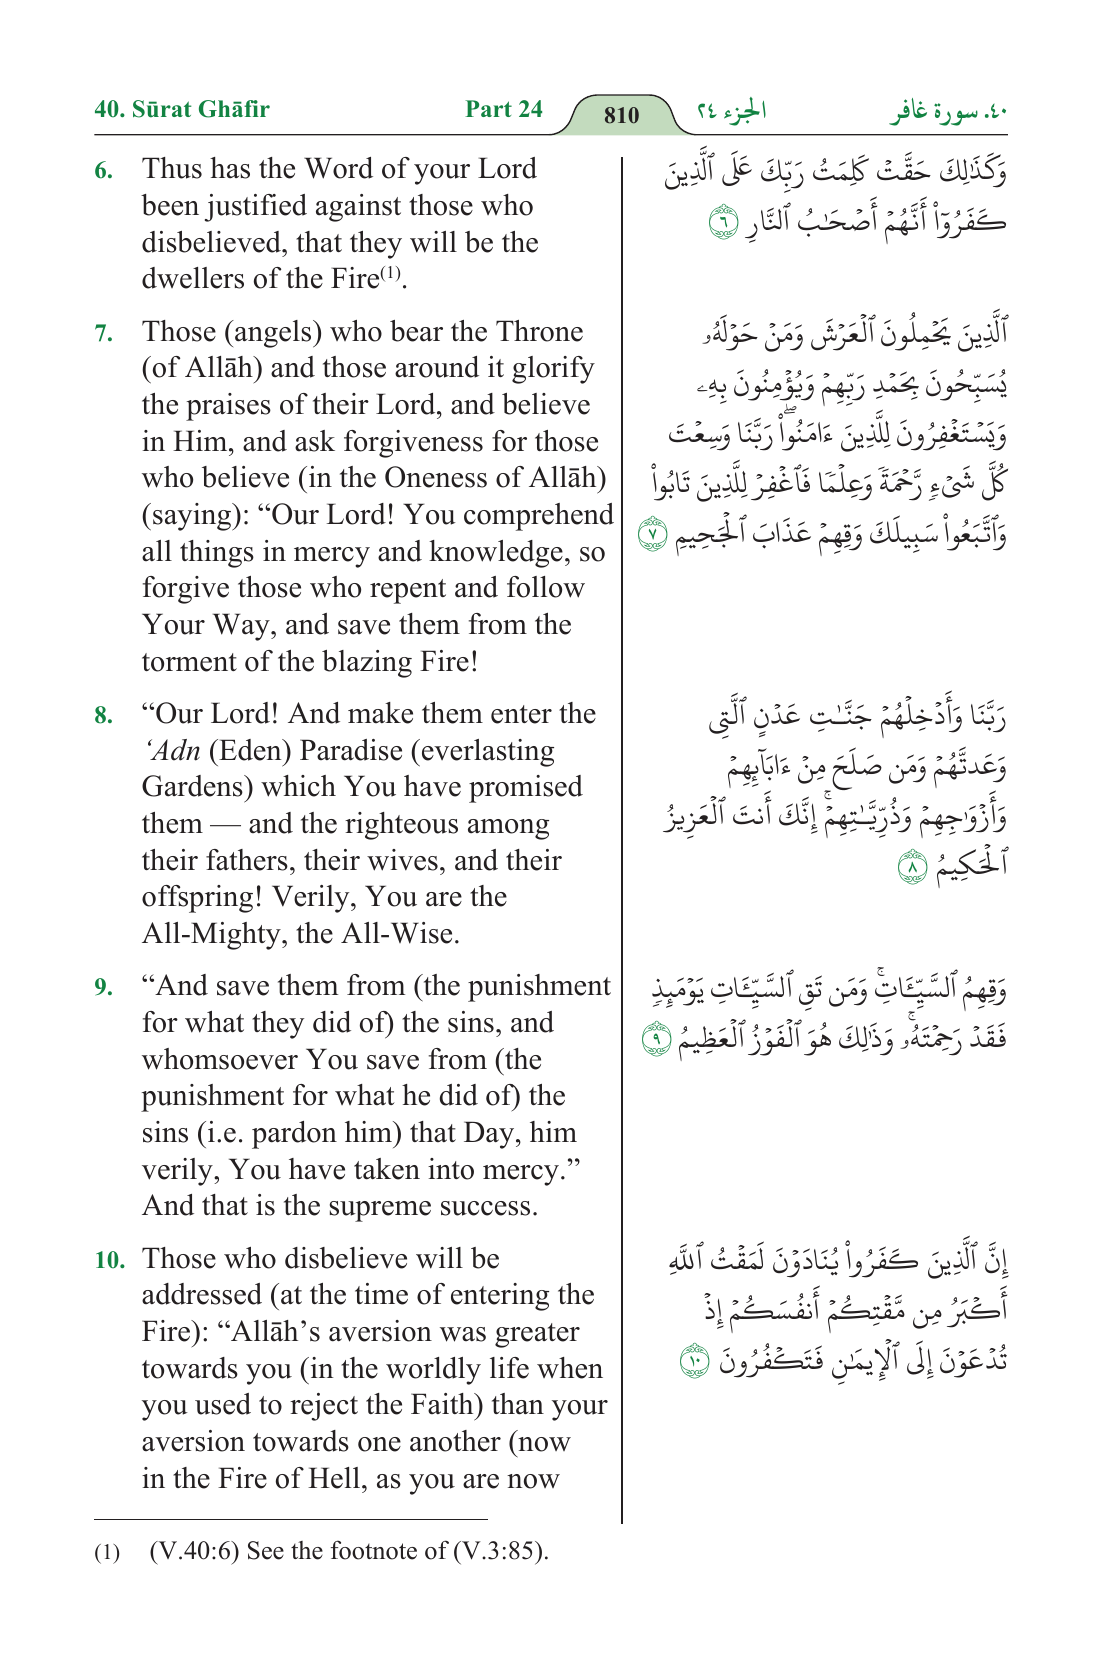 40. Sūrat Ghāfir
Part 24
810
الجزء ٢٤
٤٠. سورة غافر
6. Thus has the Word of your Lord
been justified against those who
disbelieved, that they will be the
dwellers of the Fire(1).
7. Those (angels) who bear the Throne
(of Allāh) and those around it glorify
the praises of their Lord, and believe
in Him, and ask forgiveness for those
who believe (in the Oneness of Allāh)
(saying): “Our Lord! You comprehend
all things in mercy and knowledge, so
forgive those who repent and follow
Your Way, and save them from the
torment of the blazing Fire!
8. “Our Lord! And make them enter the
‘Adn (Eden) Paradise (everlasting
Gardens) which You have promised
them — and the righteous among
their fathers, their wives, and their
offspring! Verily, You are the
All-Mighty, the All-Wise.
9. “And save them from (the punishment
for what they did of) the sins, and
whomsoever You save from (the
punishment for what he did of) the
sins (i.e. pardon him) that Day, him
verily, You have taken into mercy.”
And that is the supreme success.
10. Those who disbelieve will be
addressed (at the time of entering the
Fire): “Allāh’s aversion was greater
towards you (in the worldly life when
you used to reject the Faith) than your
aversion towards one another (now
in the Fire of Hell, as you are now
وَكَذَٰلِكَ حَقَّتۡ كَلِمَتُ رَبِّكَ عَلَى ٱلَّذِينَ
كَفَرُوٓاْ أَنَّهُمۡ أَصۡحَٰبُ ٱلنَّارِ ٦
ٱلَّذِينَ يَحۡمِلُونَ ٱلۡعَرۡشَ وَمَنۡ حَوۡلَهُۥ
يُسَبِّحُونَ بِحَمۡدِ رَبِّهِمۡ وَيُؤۡمِنُونَ بِهِۦ
وَيَسۡتَغۡفِرُونَ لِلَّذِينَ ءَامَنُواْۖ رَبَّنَا وَسِعۡتَ
كُلَّ شَيۡءٖ رَّحۡمَةٗ وَعِلۡمٗا فَٱغۡفِرۡ لِلَّذِينَ تَابُواْ
وَٱتَّبَعُواْ سَبِيلَكَ وَقِهِمۡ عَذَابَ ٱلۡجَحِيمِ ٧
رَبَّنَا وَأَدۡخِلۡهُمۡ جَنَّٰتِ عَدۡنٍ ٱلَّتِي
وَعَدتَّهُمۡ وَمَن صَلَحَ مِنۡ ءَابَآئِهِمۡ
وَأَزۡوَٰجِهِمۡ وَذُرِّيَّٰتِهِمۡۚ إِنَّكَ أَنتَ ٱلۡعَزِيزُ
ٱلۡحَكِيمُ ٨
وَقِهِمُ ٱلسَّيِّـَٔاتِۚ وَمَن تَقِ ٱلسَّيِّـَٔاتِ يَوۡمَئِذٖ
فَقَدۡ رَحِمۡتَهُۥۚ وَذَٰلِكَ هُوَ ٱلۡفَوۡزُ ٱلۡعَظِيمُ ٩
إِنَّ ٱلَّذِينَ كَفَرُواْ يُنَادَوۡنَ لَمَقۡتُ ٱللَّهِ
أَكۡبَرُ مِن مَّقۡتِكُمۡ أَنفُسَكُمۡ إِذۡ
تُدۡعَوۡنَ إِلَى ٱلۡإِيمَٰنِ فَتَكۡفُرُونَ ١٠
(1) (V.40:6) See the footnote of (V.3:85).